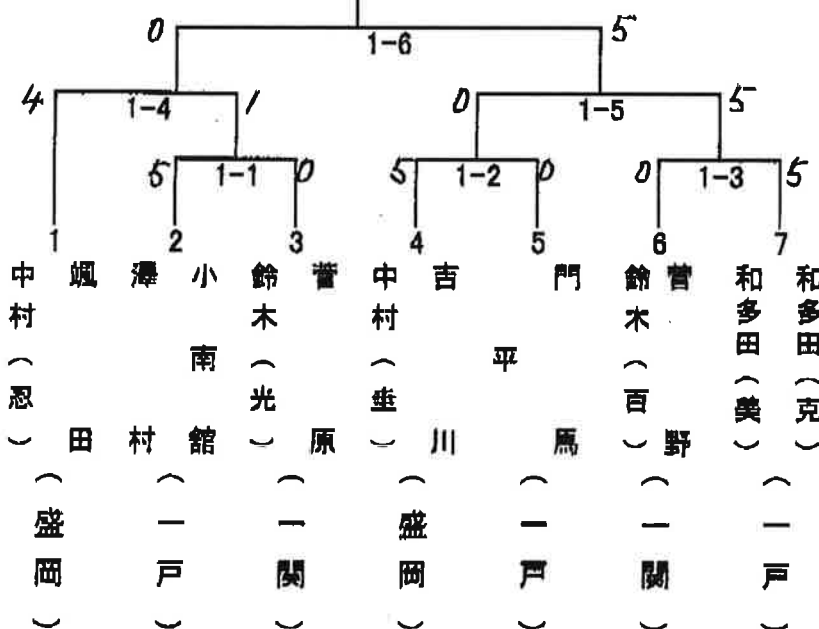 0 1-6 5
4 1-4 1 0 1-5 5
5 1-1 0 5 1-2 0 0 1-3 5
1 2 3 4 5 6 7
中村（忍）
颯田
（盛岡）
澤村
小南舘
（一戸）
鈴木（光）
菅原
（一関）
中村（垂）
吉川
（盛岡）
平
門馬
（一戸）
鈴木（百）
菅野
（一関）
和多田（美）
和多田（克）
（一戸）